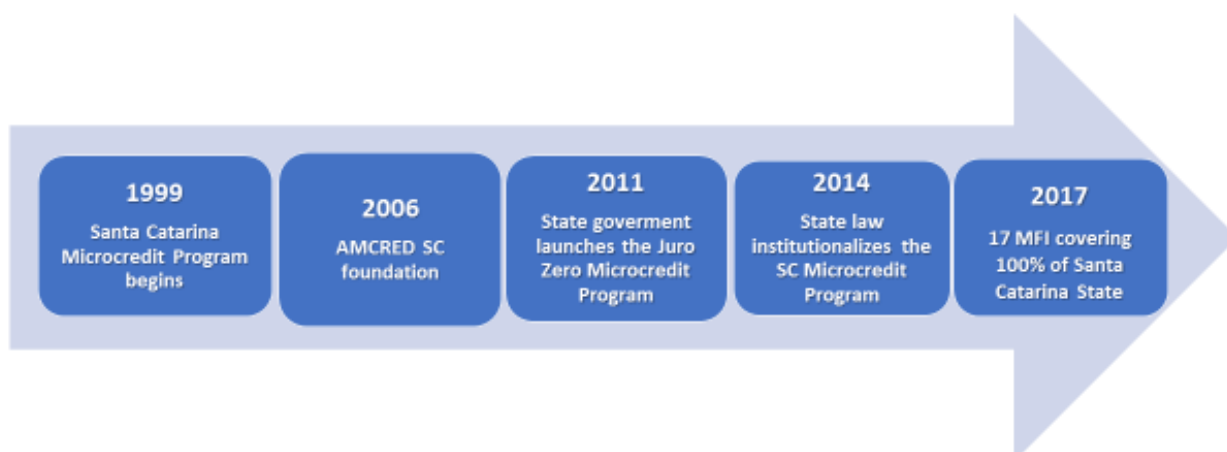 1999
Santa Catarina
Microcredit Program
begins
2006
AMCRED SC
foundation
2011
State goverment
launches the Juro
Zero Microcredit
Program
2014
State law
institutionalizes the
SC Microcredit
Program
2017
17 MFI covering
100% of Santa
Catarina State